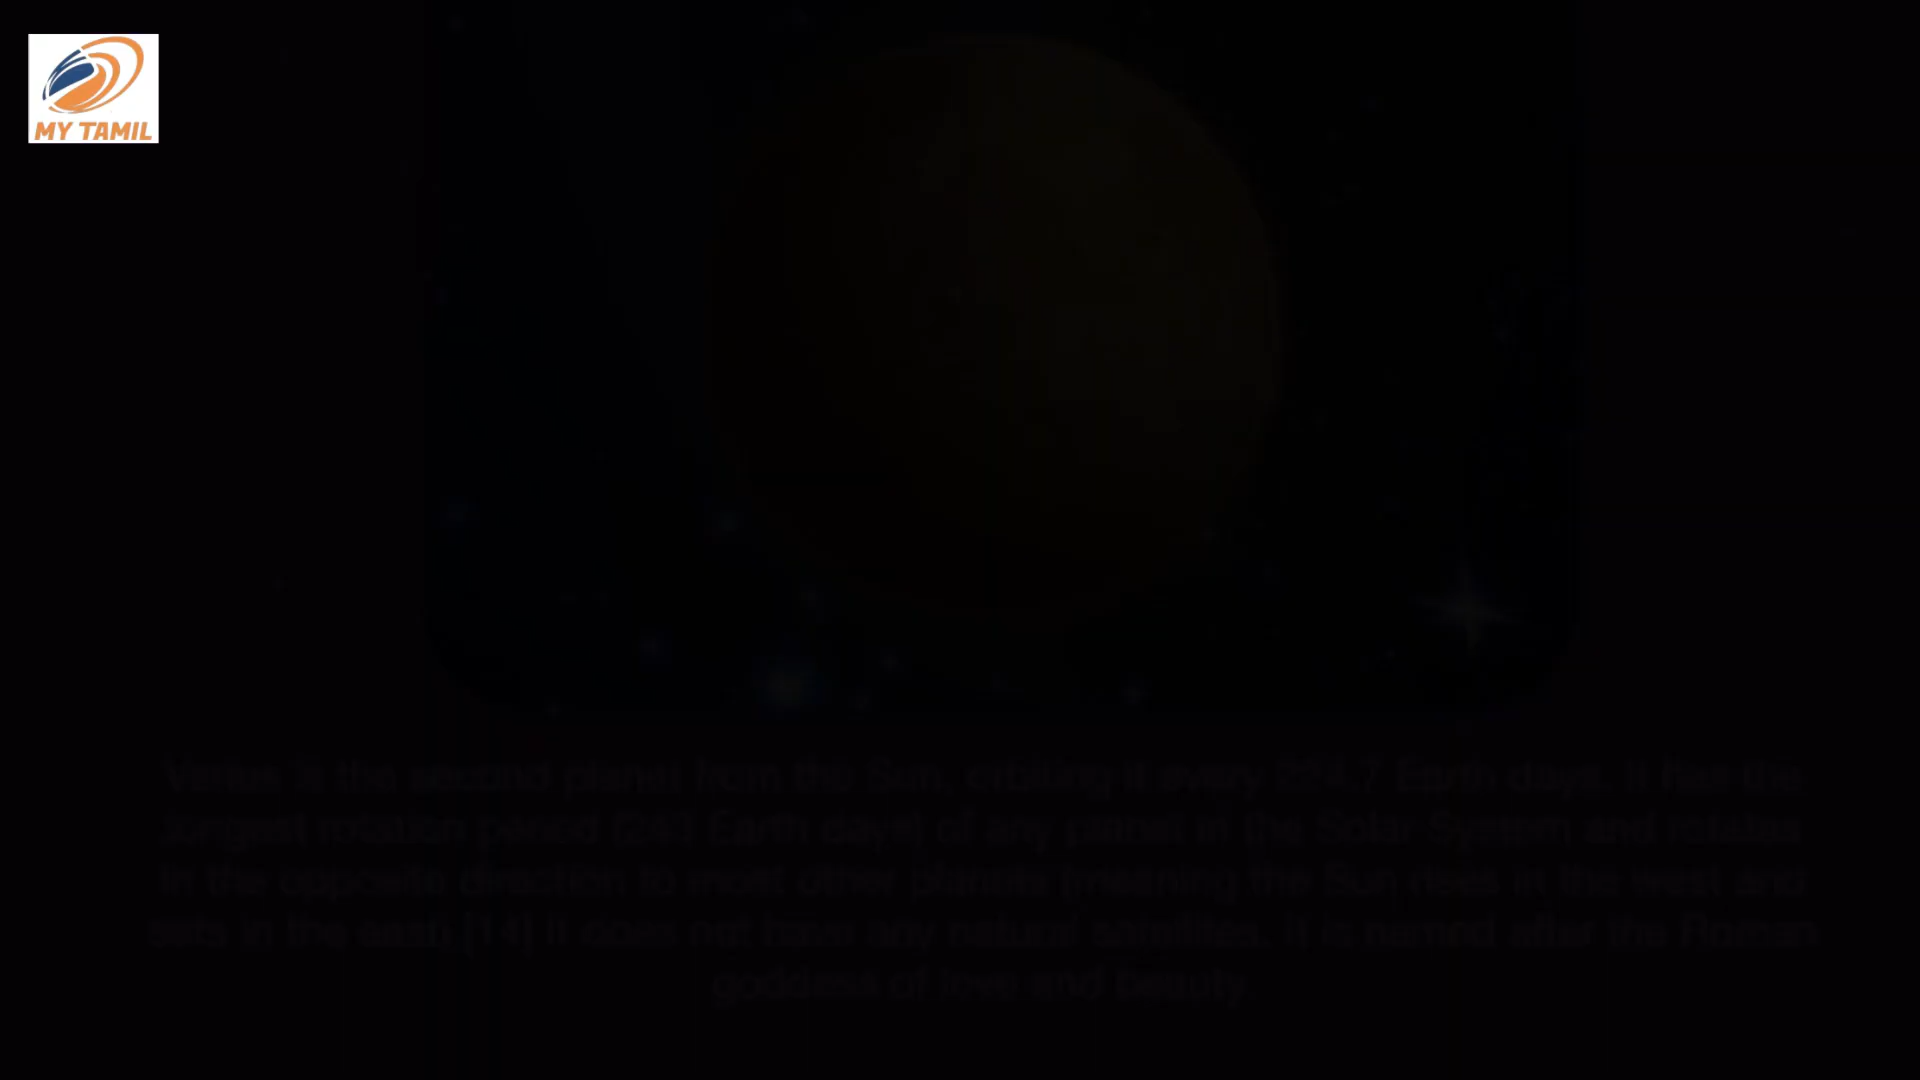 MY TAMIL
Venus is the second planet from the Sun, orbiting it every 224.7 Earth days. It has the
longest rotation period (243 Earth days) of any planet in the Solar System and rotates
in the opposite direction to most other planets (meaning the Sun rises in the west and
sets in the east).[14] It does not have any natural satellites. It is named after the Roman
goddess of love and beauty.